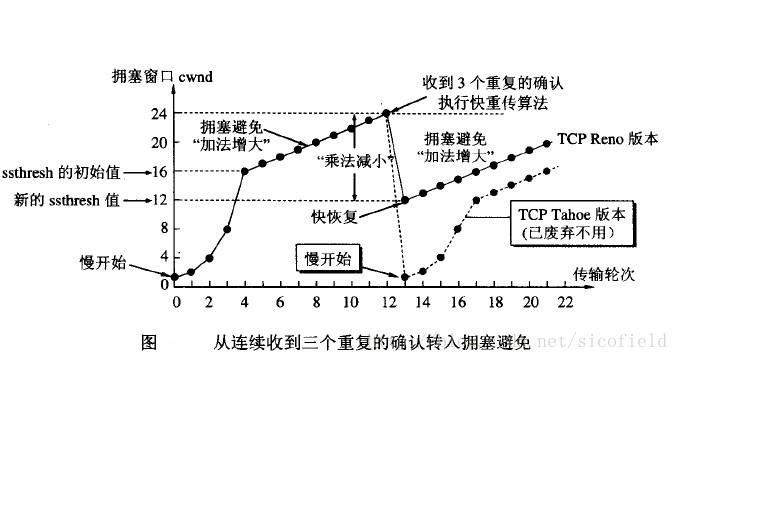 拥塞窗口 cwnd
收到 3 个重复的确认
执行快重传算法
24
拥塞避免
“加法增大”
拥塞避免
“加法增大”
TCP Reno 版本
20
“乘法减小”
ssthresh 的初始值
16
新的 ssthresh 值
12
快恢复
TCP Tahoe 版本
(已废弃不用)
8
慢开始
慢开始
4
传输轮次
0
0 2 4 6 8 10 12 13 14 16 18 20 22
图 从连续收到三个重复的确认转入拥塞避免
net/sicofield